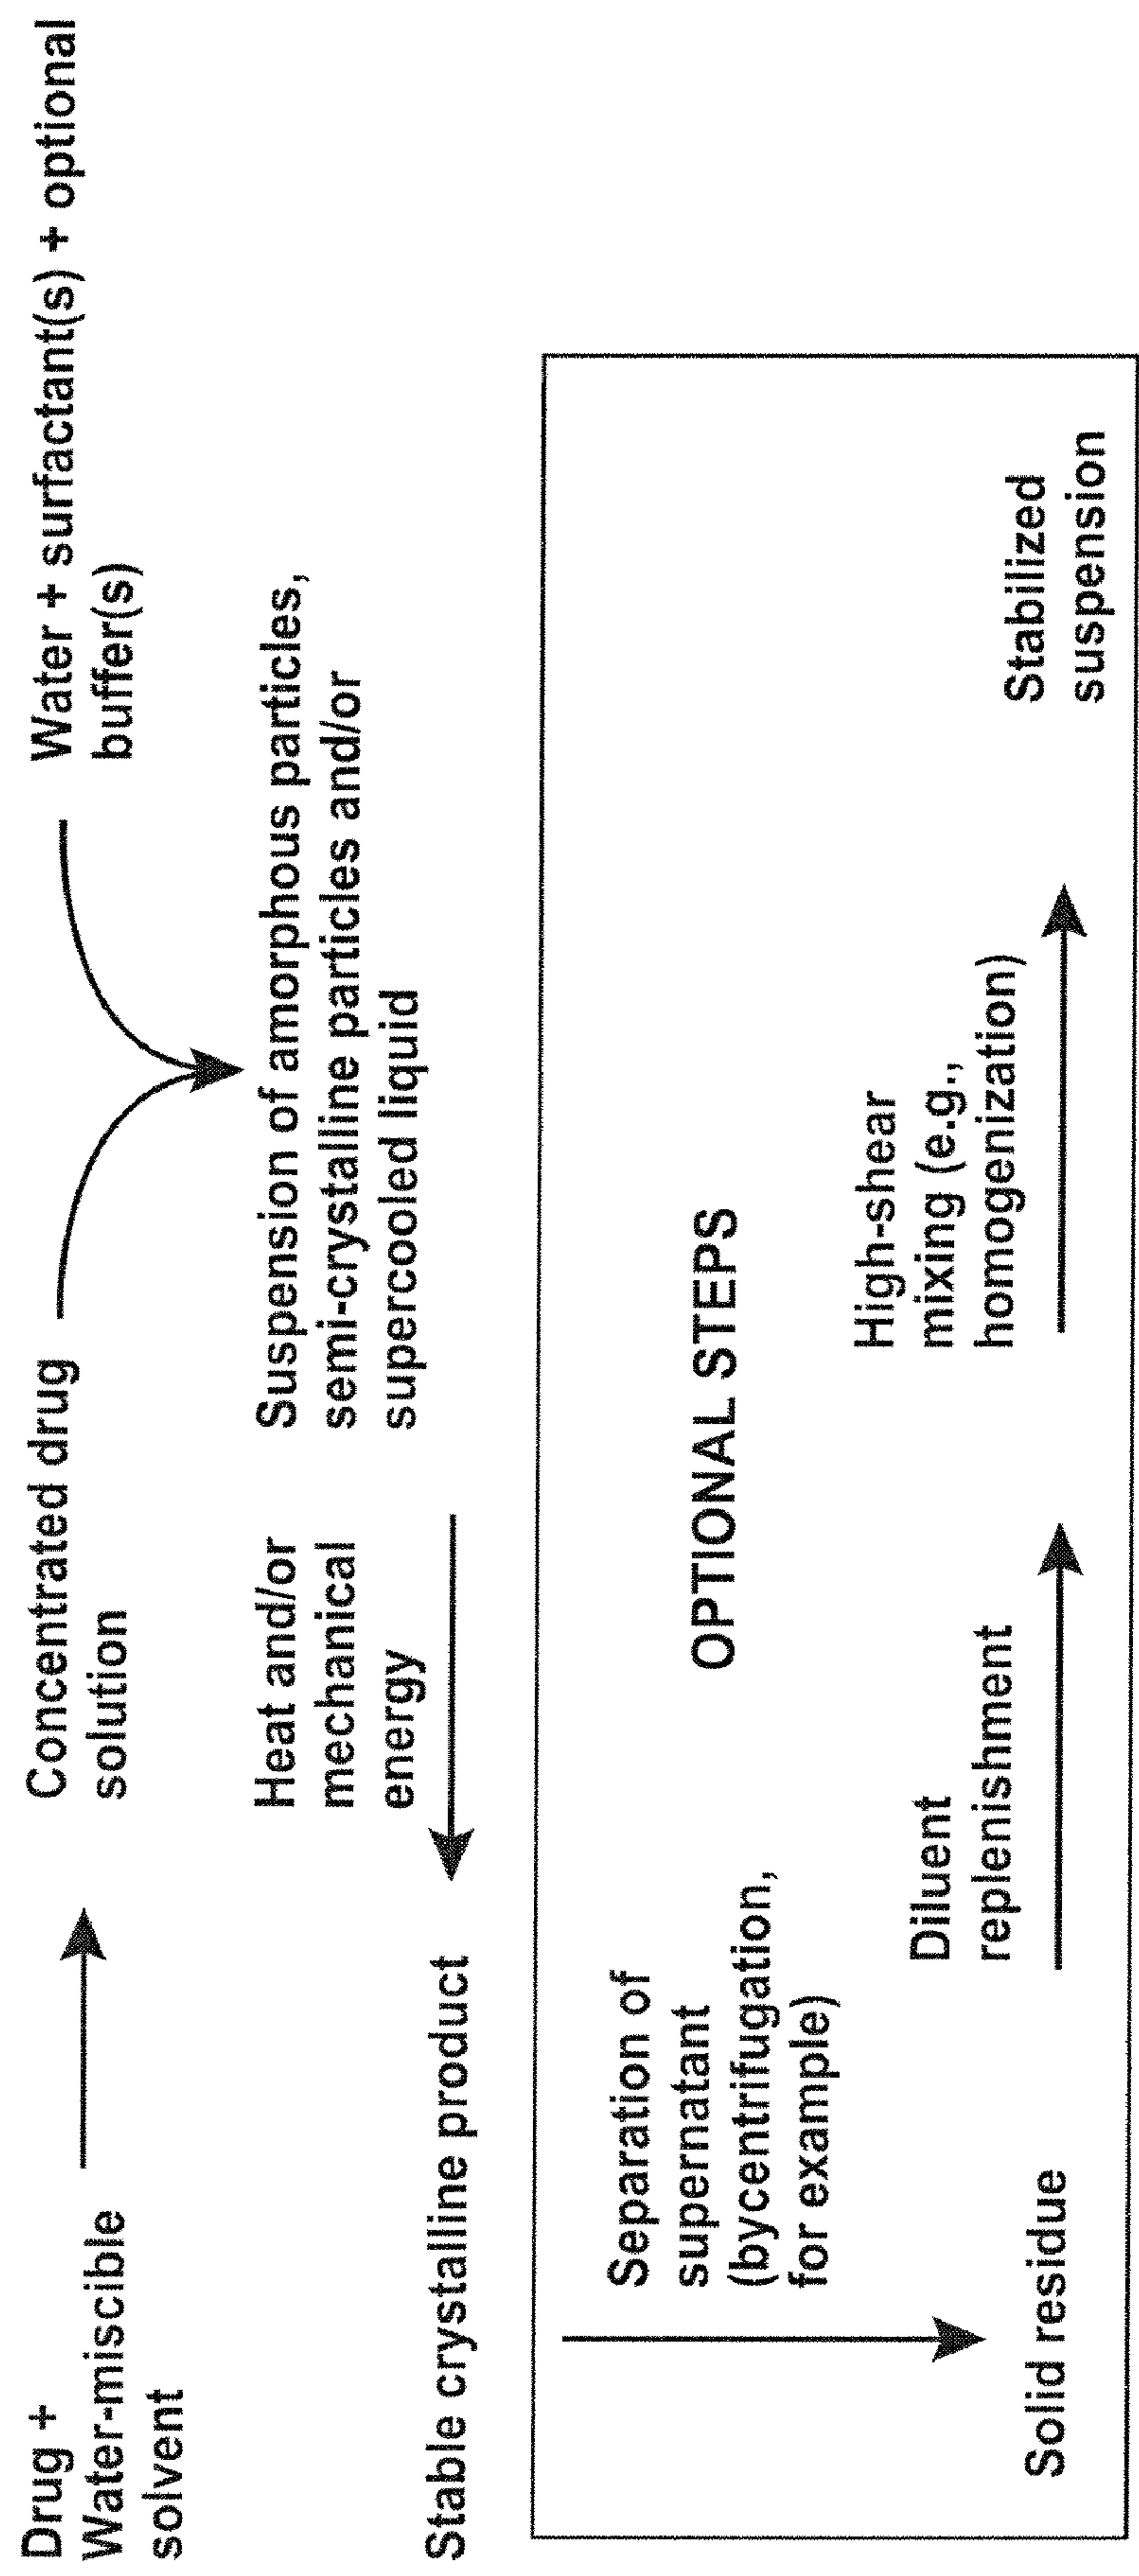 Drug +
Water-miscible
solvent
Concentrated drug
solution
Water + surfactant(s) + optional
buffer(s)
Suspension of amorphous particles,
semi-crystalline particles and/or
supercooled liquid
Heat and/or
mechanical
energy
Stable crystalline product
OPTIONAL STEPS
Separation of
supernatant
(bycentrifugation,
for example)
Solid residue
Diluent
replenishment
High-shear
mixing (e.g.,
homogenization)
Stabilized
suspension